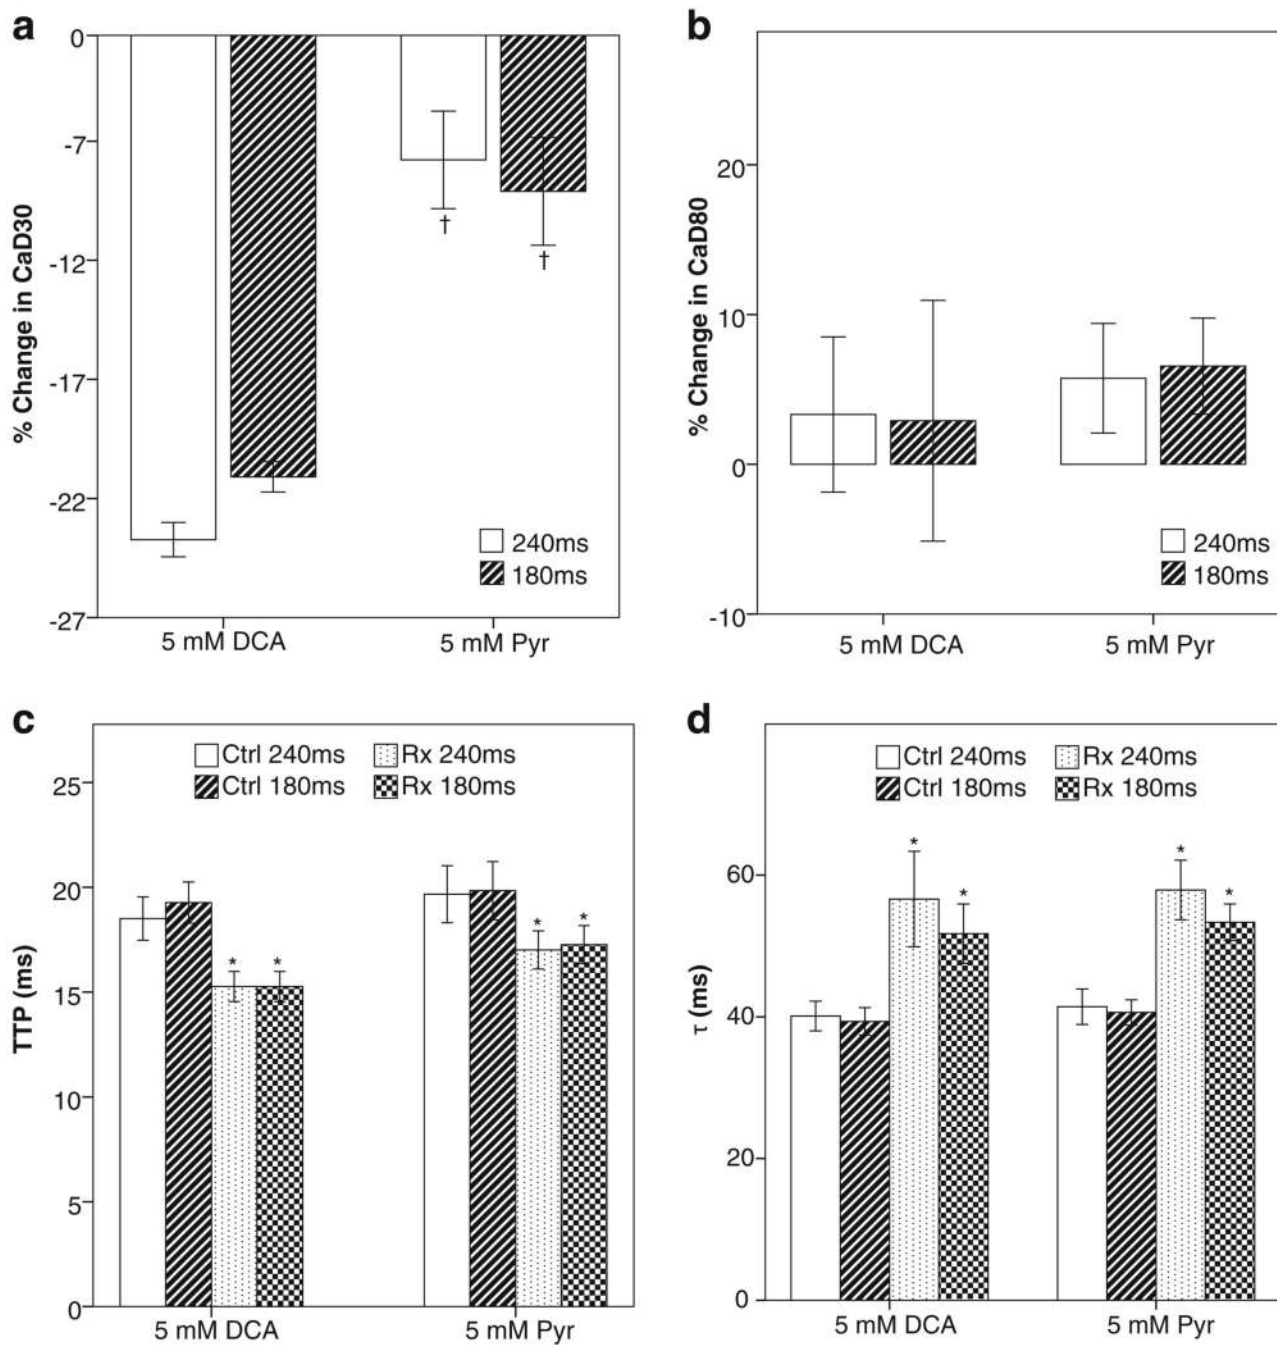 a
% Change in CaD30
0
-7
-12
-17
-22
-27
†
†
240ms
180ms
5 mM DCA
5 mM Pyr
b
% Change in CaD80
20
10
0
-10
240ms
180ms
5 mM DCA
5 mM Pyr
c
TTP (ms)
Ctrl 240ms
Rx 240ms
Ctrl 180ms
Rx 180ms
25
20
15
10
5
0
*
*
*
*
5 mM DCA
5 mM Pyr
d
τ (ms)
Ctrl 240ms
Rx 240ms
Ctrl 180ms
Rx 180ms
60
40
20
0
*
*
*
*
5 mM DCA
5 mM Pyr